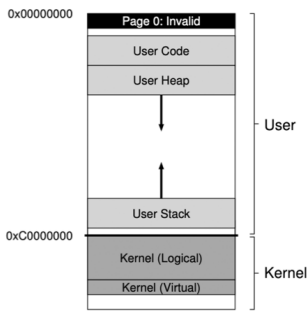 0x00000000
Page 0: Invalid
User Code
User Heap
User
User Stack
0xC0000000
Kernel (Logical)
Kernel
Kernel (Virtual)